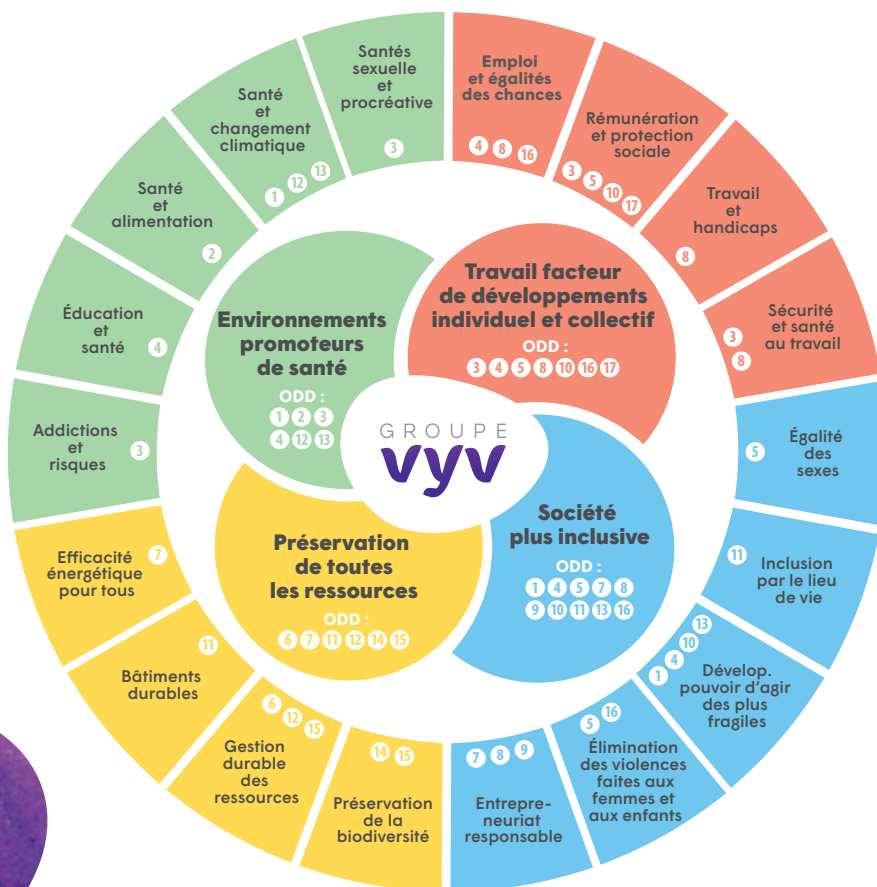 Santés
sexuelle
et
procréative
3
Emploi
et égalités
des chances
4 8 16
Rémunération
et protection
sociale
3 5 10 17
Travail
et
handicaps
8
Sécurité
et santé
au travail
3 8
Égalité
des
sexes
5
Inclusion
par le lieu
de vie
11
Dévelop.
pouvoir d’agir
des plus
fragiles
1 4 10 13
Élimination
des violences
faites aux
femmes et
aux enfants
5 16
Entrepre-
neuriat
responsable
7 8 9
Préservation
de la
biodiversité
14 15
Gestion
durable
des
ressources
6 12 15
Bâtiments
durables
11
Efficacité
énergétique
pour tous
7
Addictions
et
risques
3
Éducation
et
santé
4
Santé
et
alimentation
2
Santé
et
changement
climatique
1 12 13
Environnements
promoteurs
de santé
ODD :
1 2 3
4 12 13
Travail facteur
de développements
individuel et collectif
ODD :
3 4 5 8 10 16 17
GROUPE
vyv
Préservation
de toutes
les ressources
ODD :
6 7 11 12 14 15
Société
plus inclusive
ODD :
1 4 5 7 8
9 10 11 13 16